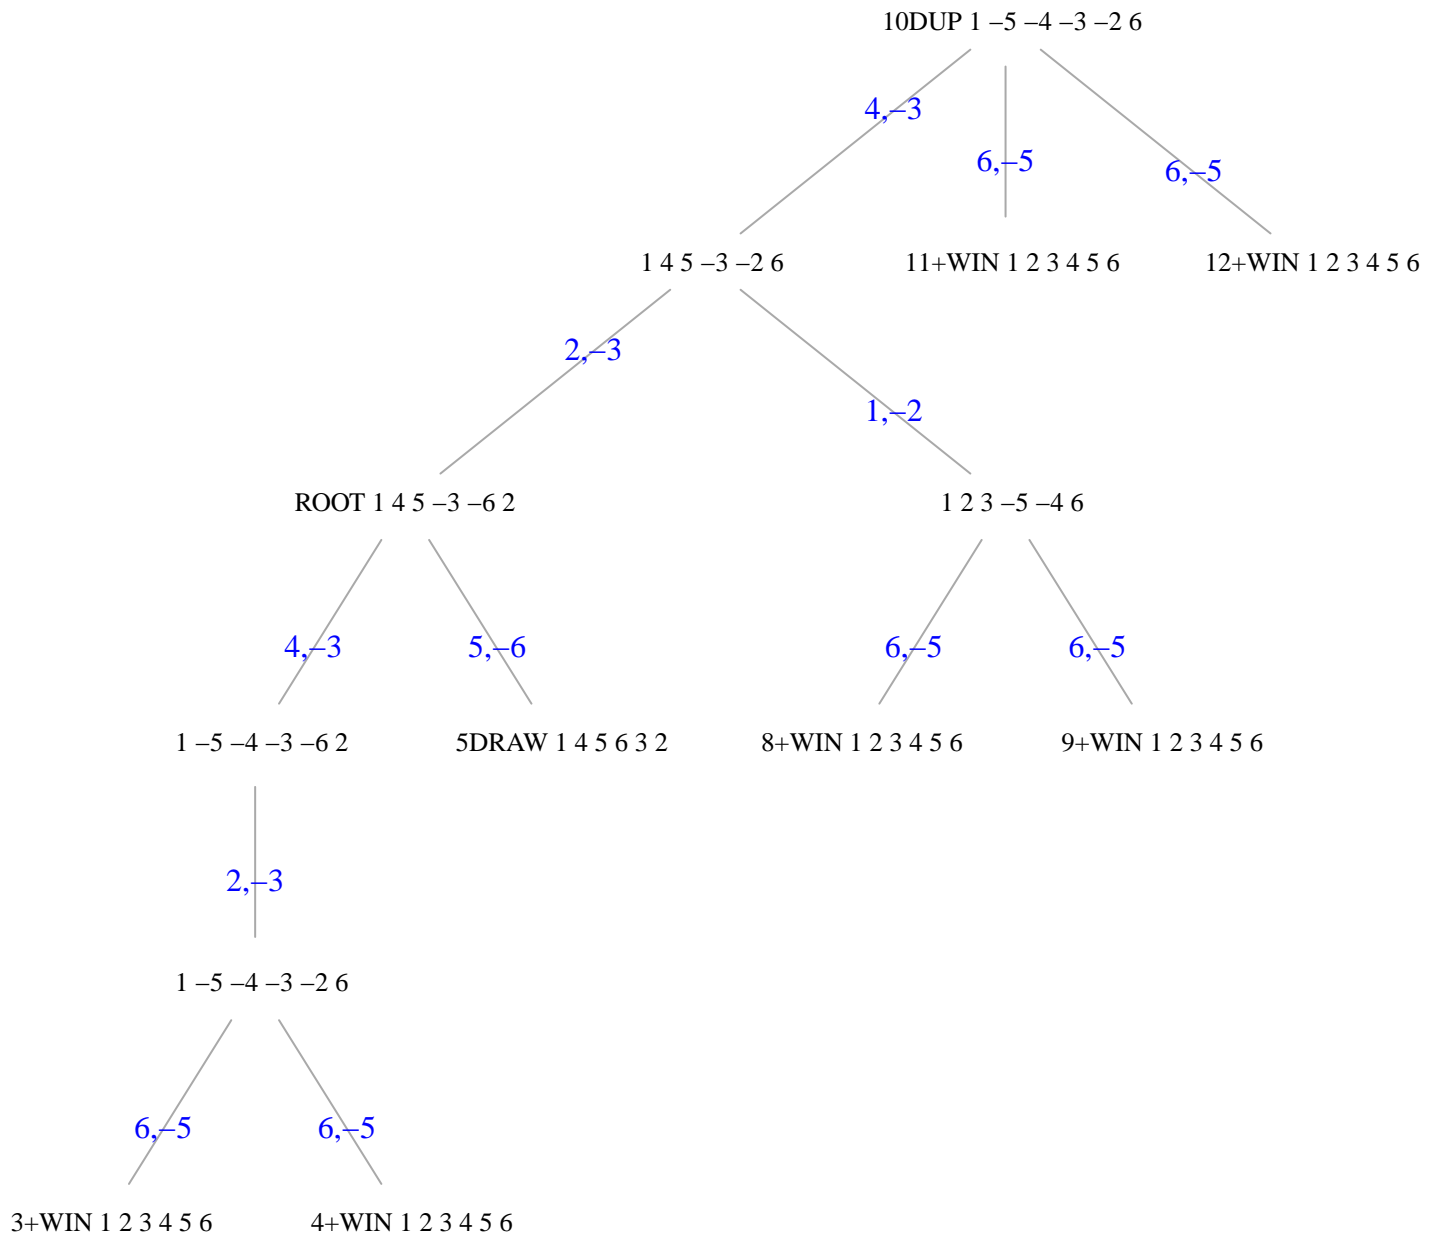 10DUP 1 –5 –4 –3 –2 6
4,–3
6,–5
6,–5
1 4 5 –3 –2 6
11+WIN 1 2 3 4 5 6
12+WIN 1 2 3 4 5 6
2,–3
1,–2
ROOT 1 4 5 –3 –6 2
1 2 3 –5 –4 6
4,–3
5,–6
6,–5
6,–5
1 –5 –4 –3 –6 2
5DRAW 1 4 5 6 3 2
8+WIN 1 2 3 4 5 6
9+WIN 1 2 3 4 5 6
2,–3
1 –5 –4 –3 –2 6
6,–5
6,–5
3+WIN 1 2 3 4 5 6
4+WIN 1 2 3 4 5 6